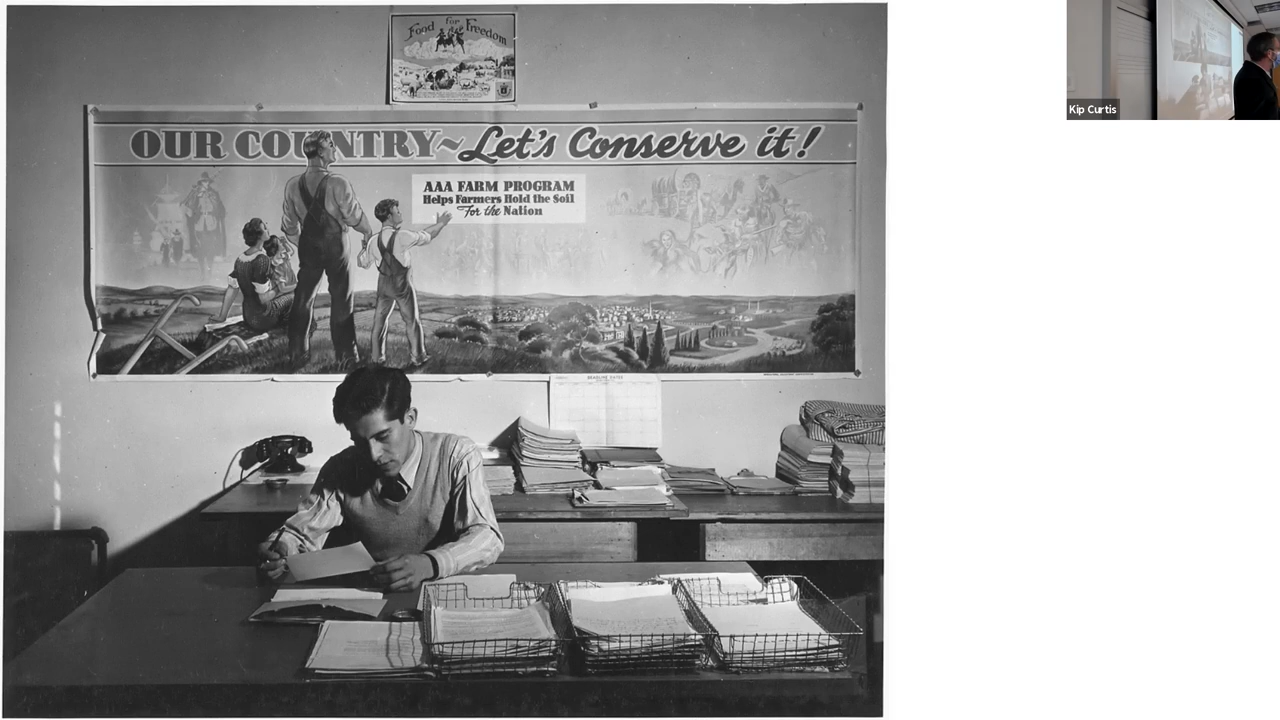 Food for Freedom
OUR COUNTRY~Let's Conserve it!
AAA FARM PROGRAM
Helps Farmers Hold the Soil
For the Nation
DEADLINE DATES
Kip Curtis